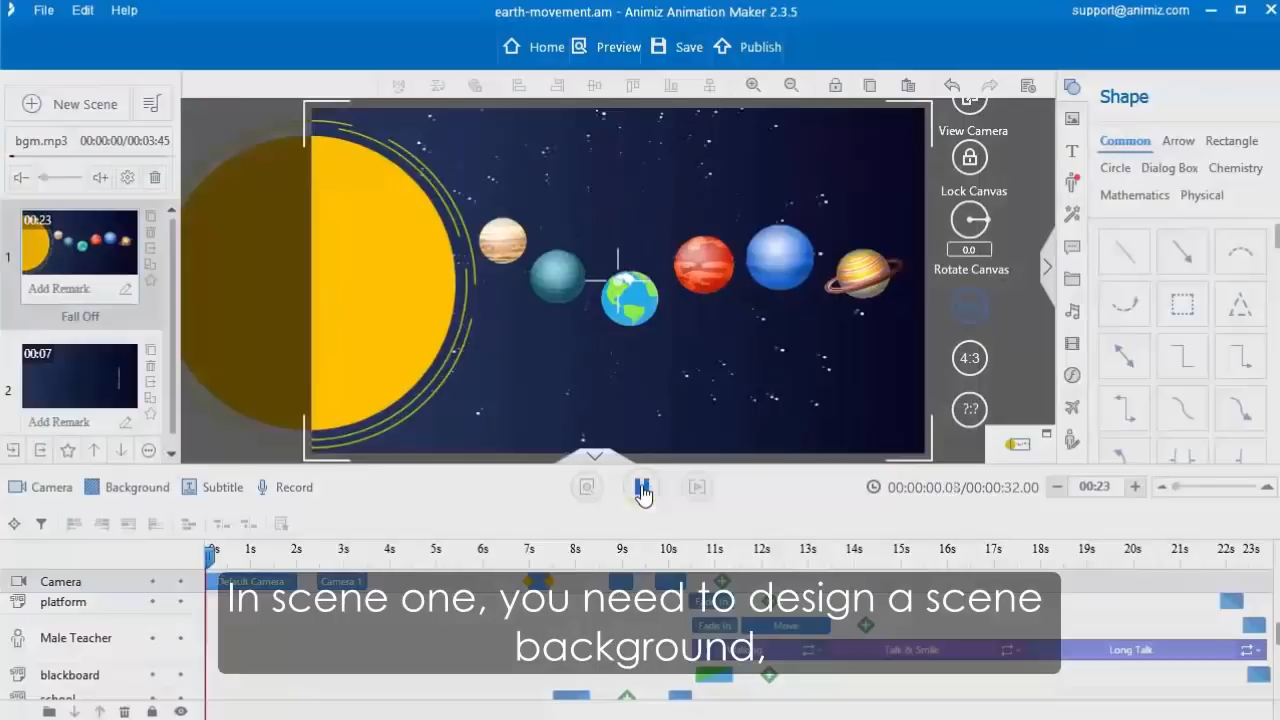 File Edit Help
earth-movement.am - Animiz Animation Maker 2.3.5
support@animiz.com
Home Preview Save Publish
New Scene
bgm.mp3 00:00:00/00:03:45
1
00:23
Add Remark
Fall Off
2
00:07
Add Remark
View Camera
Lock Canvas
0.0
Rotate Canvas
4:3
?:?
Shape
Common Arrow Rectangle
Circle Dialog Box Chemistry
Mathematics Physical
Camera Background Subtitle Record
00:00:00.08/00:00:32.00
00:23
0s 1s 2s 3s 4s 5s 6s 7s 8s 9s 10s 11s 12s 13s 14s 15s 16s 17s 18s 19s 20s 21s 22s 23s
Camera
Default Camera
Camera 1
platform
Fade In
Male Teacher
Fade In
Move
Talk & Smile
Long Talk
blackboard
school
In scene one, you need to design a scene
background,